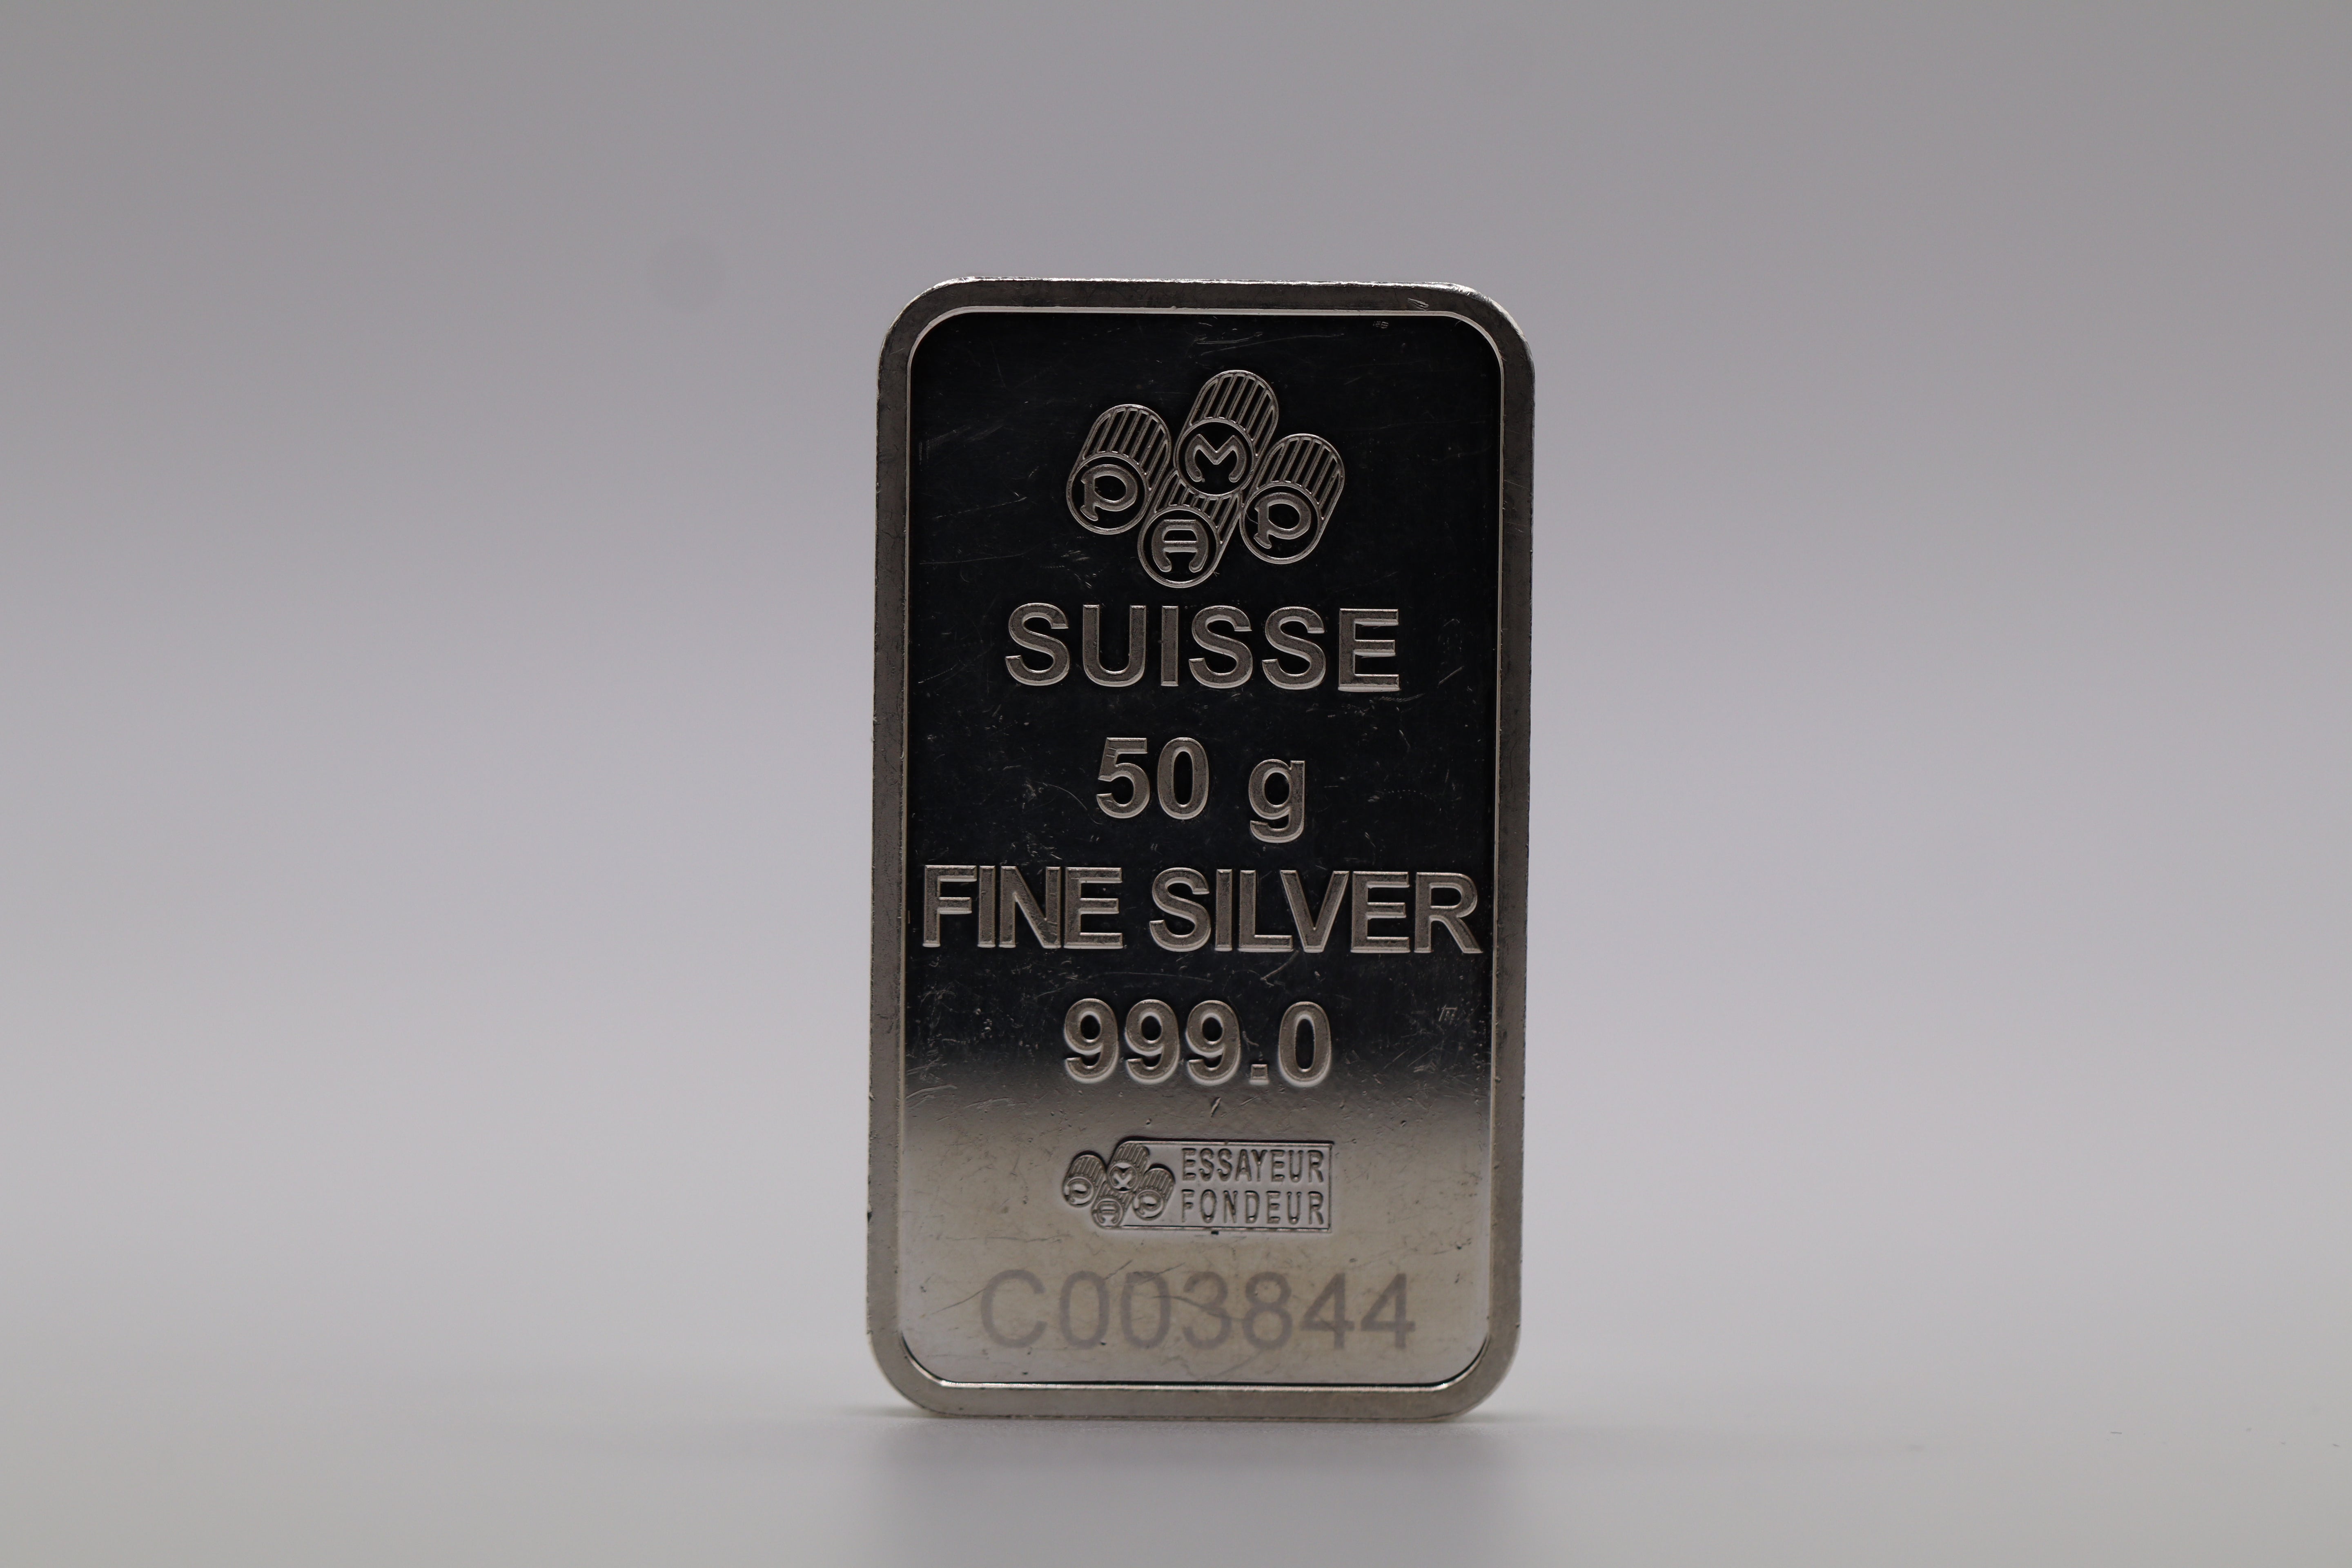 PAMP
SUISSE
50 g
FINE SILVER
999.0
PAMP ESSAYEUR
FONDEUR
C003844